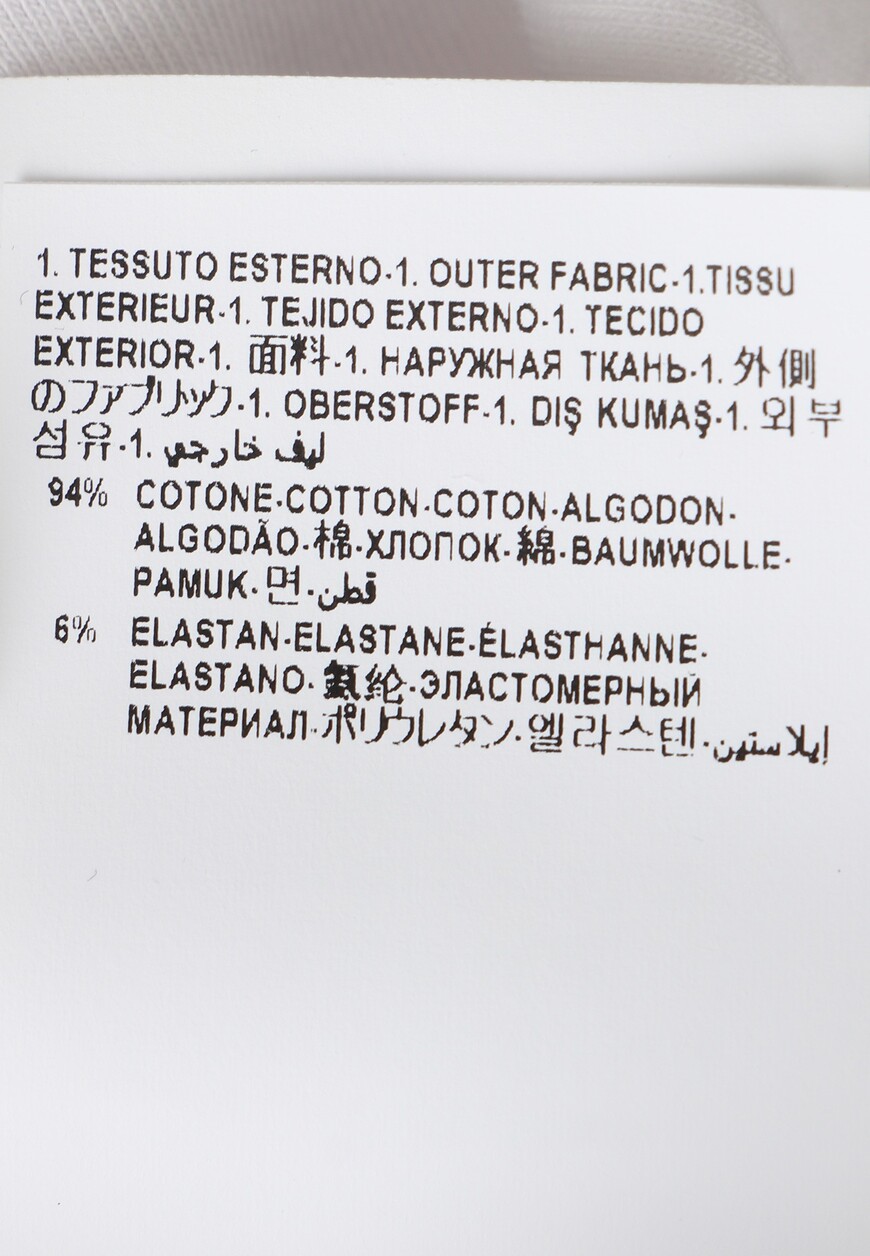 1. TESSUTO ESTERNO·1. OUTER FABRIC·1.TISSU
EXTERIEUR·1. TEJIDO EXTERNO·1. TECIDO
EXTERIOR·1. 面料·1. НАРУЖНАЯ ТКАНЬ·1. 外側
のファブリック·1. OBERSTOFF·1. DIŞ KUMAŞ·1. 외부
섬유·1. ليف خارجي
94% COTONE·COTTON·COTON·ALGODON·
ALGODÃO·棉·ХЛОПОК·綿·BAUMWOLLE·
PAMUK·면·قطن
6% ELASTAN·ELASTANE·ÉLASTHANNE·
ELASTANO·氨纶·ЭЛАСТОМЕРНЫЙ
МАТЕРИАЛ·ポリウレタン·엘라스텐·إيلاستين